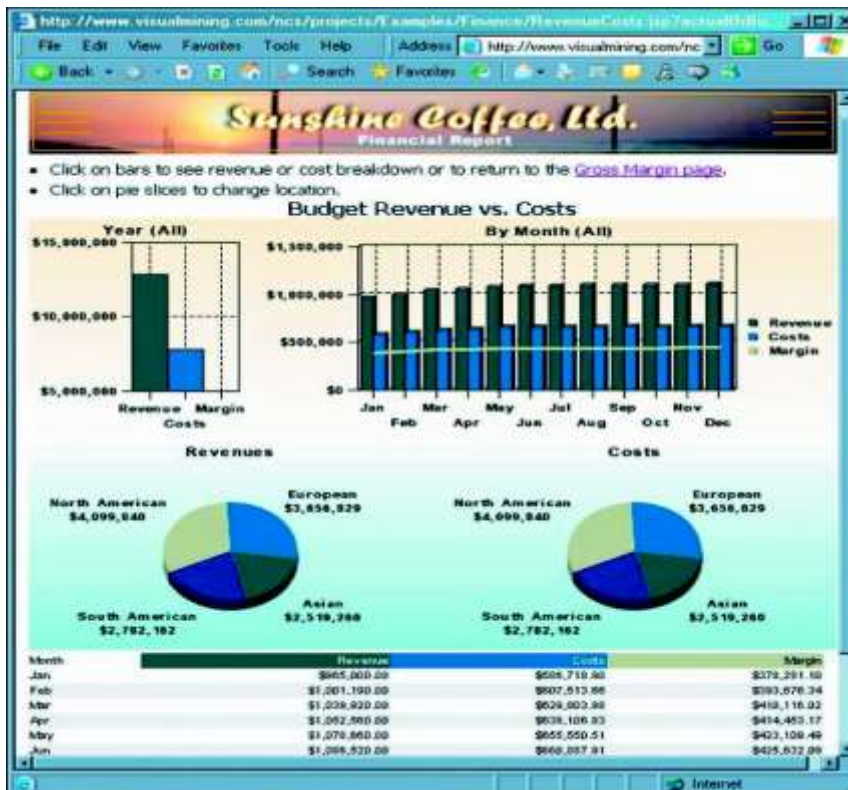 http://www.visualmining.com/ncs/projects/Examples/Finance/RevenueCosts.jsp?
File Edit View Favorites Tools Help Address http://www.visualmining.com/nc Go
Back Search Favorites
Sunshine Coffee, Ltd.
Financial Report
• Click on bars to see revenue or cost breakdown or to return to the Gross Margin page.
• Click on pie slices to change location.
Budget Revenue vs. Costs
Year (All)
$15,000,000
$10,000,000
$5,000,000
Revenue Margin
Costs
By Month (All)
$1,500,000
$1,000,000
$500,000
$0
Jan Mar May Jul Sep Nov
Feb Apr Jun Aug Oct Dec
Revenue
Costs
Margin
Revenues
North American
$4,099,840
European
$3,656,829
South American
$2,782,162
Asian
$2,519,260
Costs
North American
$4,099,840
European
$3,656,829
South American
$2,782,162
Asian
$2,519,260
Month Revenue Costs Margin
Jan
Feb
Mar
Apr
May
Jun
Internet